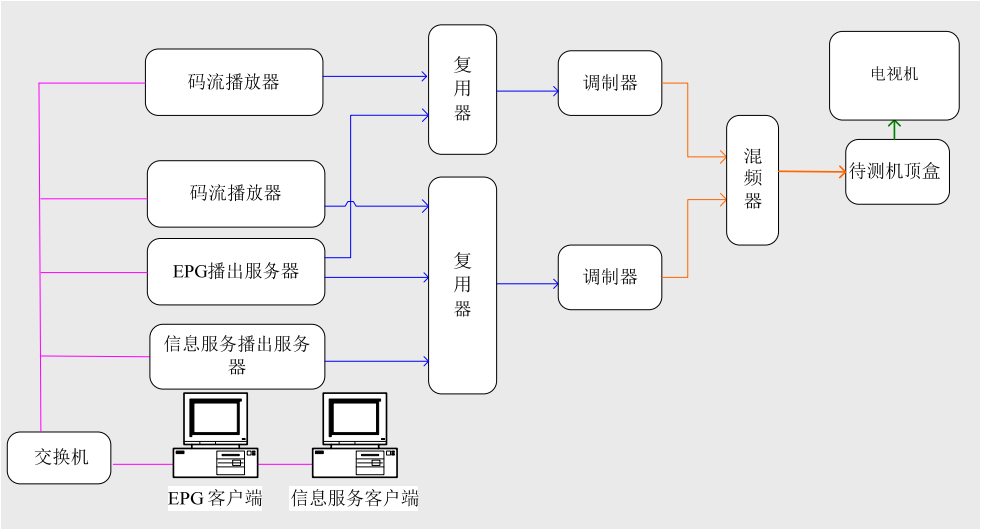 码流播放器
复用器
调制器
电视机
混频器
待测机顶盒
码流播放器
EPG播出服务器
复用器
调制器
信息服务播出服务
器
交换机
EPG 客户端
信息服务客户端